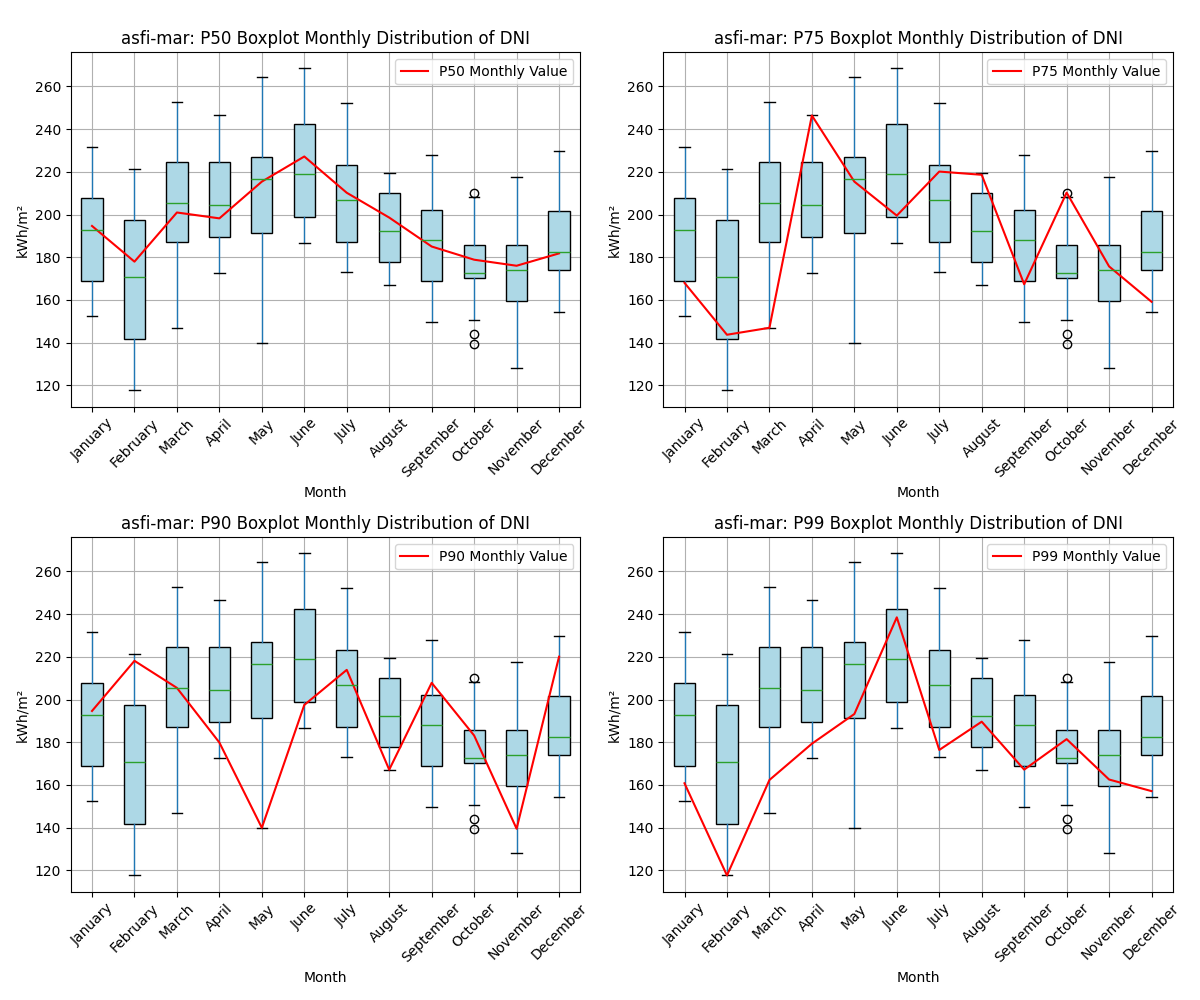 asfi-mar: P50 Boxplot Monthly Distribution of DNI
P50 Monthly Value
kWh/m²
260
240
220
200
180
160
140
120
January
February
March
April
May
June
July
August
September
October
November
December
Month
asfi-mar: P75 Boxplot Monthly Distribution of DNI
P75 Monthly Value
kWh/m²
260
240
220
200
180
160
140
120
January
February
March
April
May
June
July
August
September
October
November
December
Month
asfi-mar: P90 Boxplot Monthly Distribution of DNI
P90 Monthly Value
kWh/m²
260
240
220
200
180
160
140
120
January
February
March
April
May
June
July
August
September
October
November
December
Month
asfi-mar: P99 Boxplot Monthly Distribution of DNI
P99 Monthly Value
kWh/m²
260
240
220
200
180
160
140
120
January
February
March
April
May
June
July
August
September
October
November
December
Month